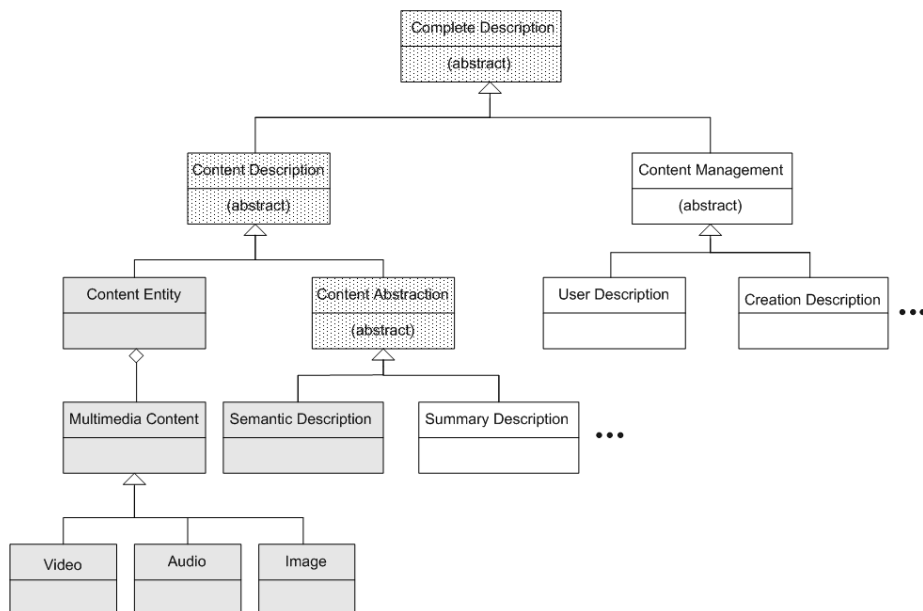 Complete Description
(abstract)
Content Description
(abstract)
Content Management
(abstract)
Content Entity
Content Abstraction
(abstract)
User Description
Creation Description
•••
Multimedia Content
Semantic Description
Summary Description
•••
Video
Audio
Image